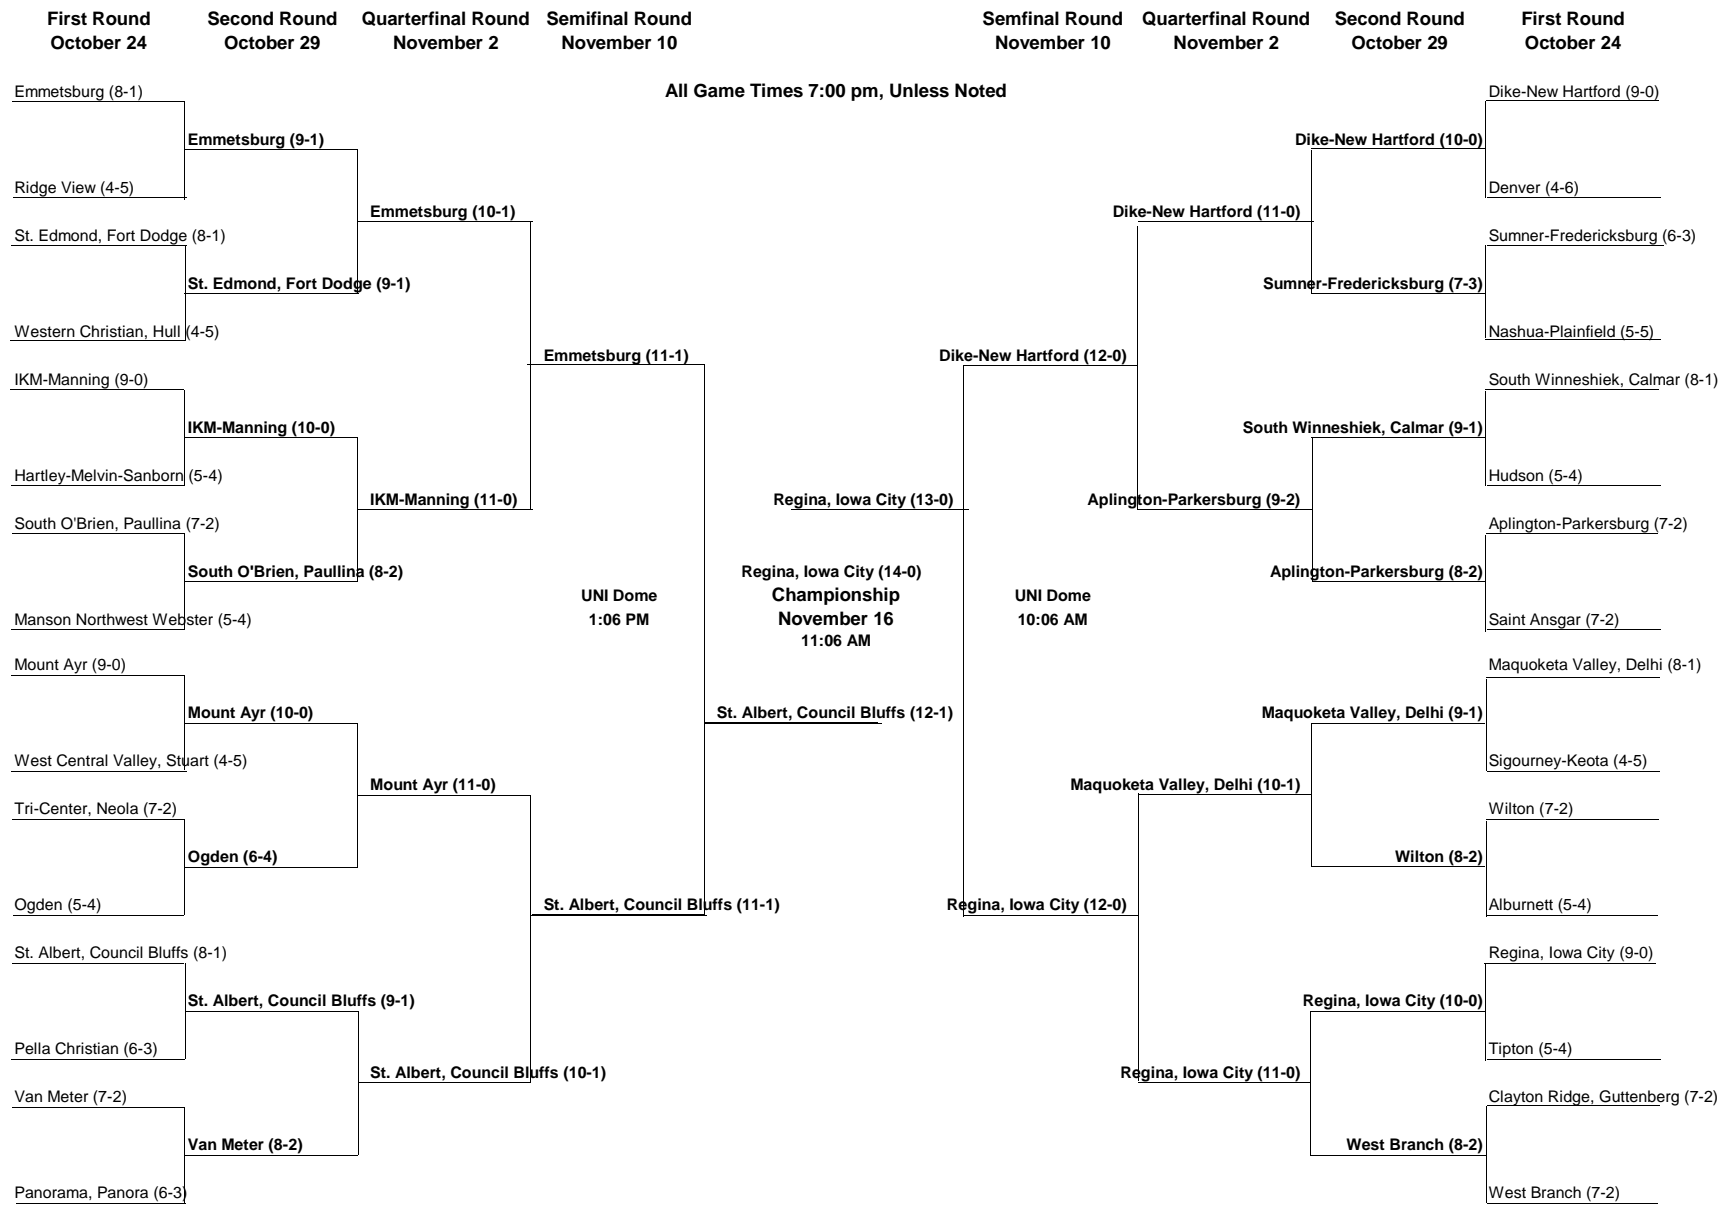 First Round
October 24
Second Round
October 29
Quarterfinal Round
November 2
Semifinal Round
November 10
Semfinal Round
November 10
Quarterfinal Round
November 2
Second Round
October 29
First Round
October 24
All Game Times 7:00 pm, Unless Noted
Emmetsburg (8-1)
Ridge View (4-5)
St. Edmond, Fort Dodge (8-1)
Western Christian, Hull (4-5)
IKM-Manning (9-0)
Hartley-Melvin-Sanborn (5-4)
South O'Brien, Paullina (7-2)
Manson Northwest Webster (5-4)
Mount Ayr (9-0)
West Central Valley, Stuart (4-5)
Tri-Center, Neola (7-2)
Ogden (5-4)
St. Albert, Council Bluffs (8-1)
Pella Christian (6-3)
Van Meter (7-2)
Panorama, Panora (6-3)
Emmetsburg (9-1)
St. Edmond, Fort Dodge (9-1)
IKM-Manning (10-0)
South O'Brien, Paullina (8-2)
Mount Ayr (10-0)
Ogden (6-4)
St. Albert, Council Bluffs (9-1)
Van Meter (8-2)
Emmetsburg (10-1)
IKM-Manning (11-0)
Mount Ayr (11-0)
St. Albert, Council Bluffs (10-1)
Emmetsburg (11-1)
UNI Dome
1:06 PM
St. Albert, Council Bluffs (11-1)
Regina, Iowa City (13-0)
Regina, Iowa City (14-0)
Championship
November 16
11:06 AM
St. Albert, Council Bluffs (12-1)
Dike-New Hartford (12-0)
UNI Dome
10:06 AM
Regina, Iowa City (12-0)
Dike-New Hartford (11-0)
Aplington-Parkersburg (9-2)
Maquoketa Valley, Delhi (10-1)
Regina, Iowa City (11-0)
Dike-New Hartford (10-0)
Sumner-Fredericksburg (7-3)
South Winneshiek, Calmar (9-1)
Aplington-Parkersburg (8-2)
Maquoketa Valley, Delhi (9-1)
Wilton (8-2)
Regina, Iowa City (10-0)
West Branch (8-2)
Dike-New Hartford (9-0)
Denver (4-6)
Sumner-Fredericksburg (6-3)
Nashua-Plainfield (5-5)
South Winneshiek, Calmar (8-1)
Hudson (5-4)
Aplington-Parkersburg (7-2)
Saint Ansgar (7-2)
Maquoketa Valley, Delhi (8-1)
Sigourney-Keota (4-5)
Wilton (7-2)
Alburnett (5-4)
Regina, Iowa City (9-0)
Tipton (5-4)
Clayton Ridge, Guttenberg (7-2)
West Branch (7-2)